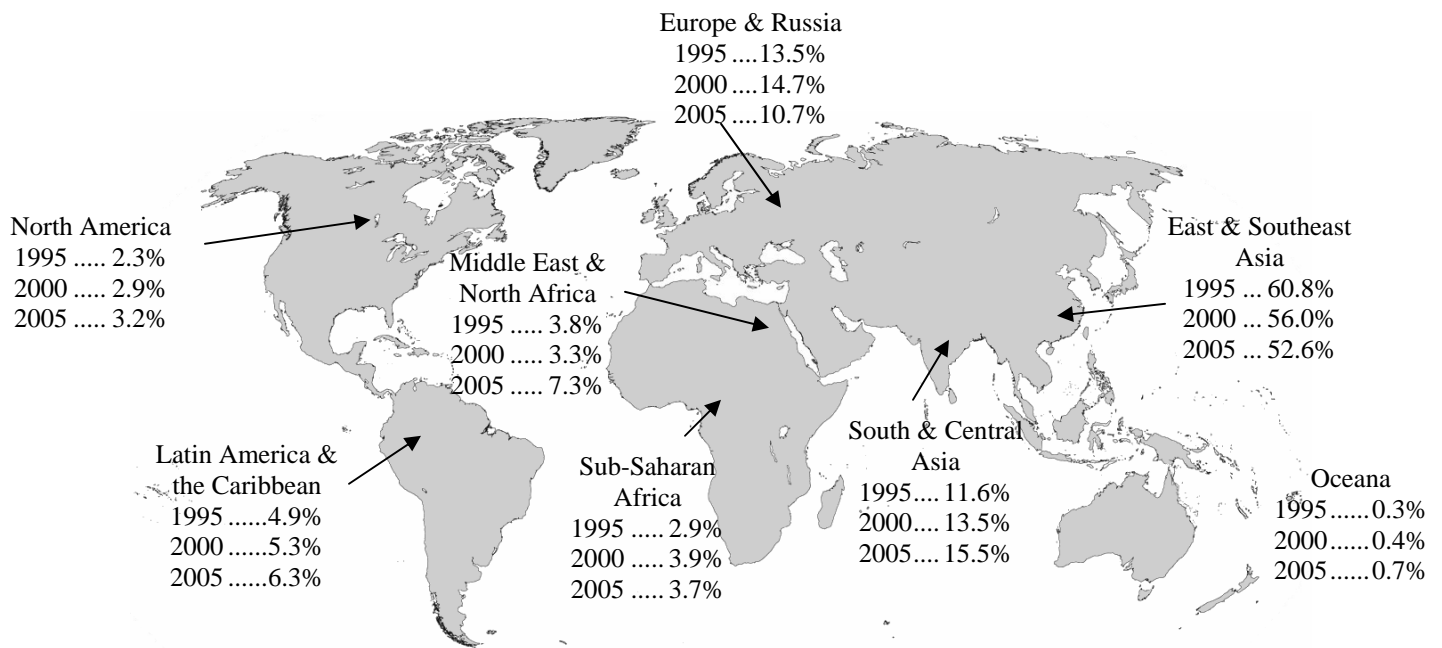 Europe & Russia
1995 ....13.5%
2000 ....14.7%
2005 ....10.7%
North America
1995 ..... 2.3%
2000 ..... 2.9%
2005 ..... 3.2%
Middle East &
North Africa
1995 ..... 3.8%
2000 ..... 3.3%
2005 ..... 7.3%
East & Southeast
Asia
1995 ... 60.8%
2000 ... 56.0%
2005 ... 52.6%
Latin America &
the Caribbean
1995 ......4.9%
2000 ......5.3%
2005 ......6.3%
Sub-Saharan
Africa
1995 ..... 2.9%
2000 ..... 3.9%
2005 ..... 3.7%
South & Central
Asia
1995.... 11.6%
2000.... 13.5%
2005.... 15.5%
Oceana
1995 ......0.3%
2000 ......0.4%
2005 ......0.7%